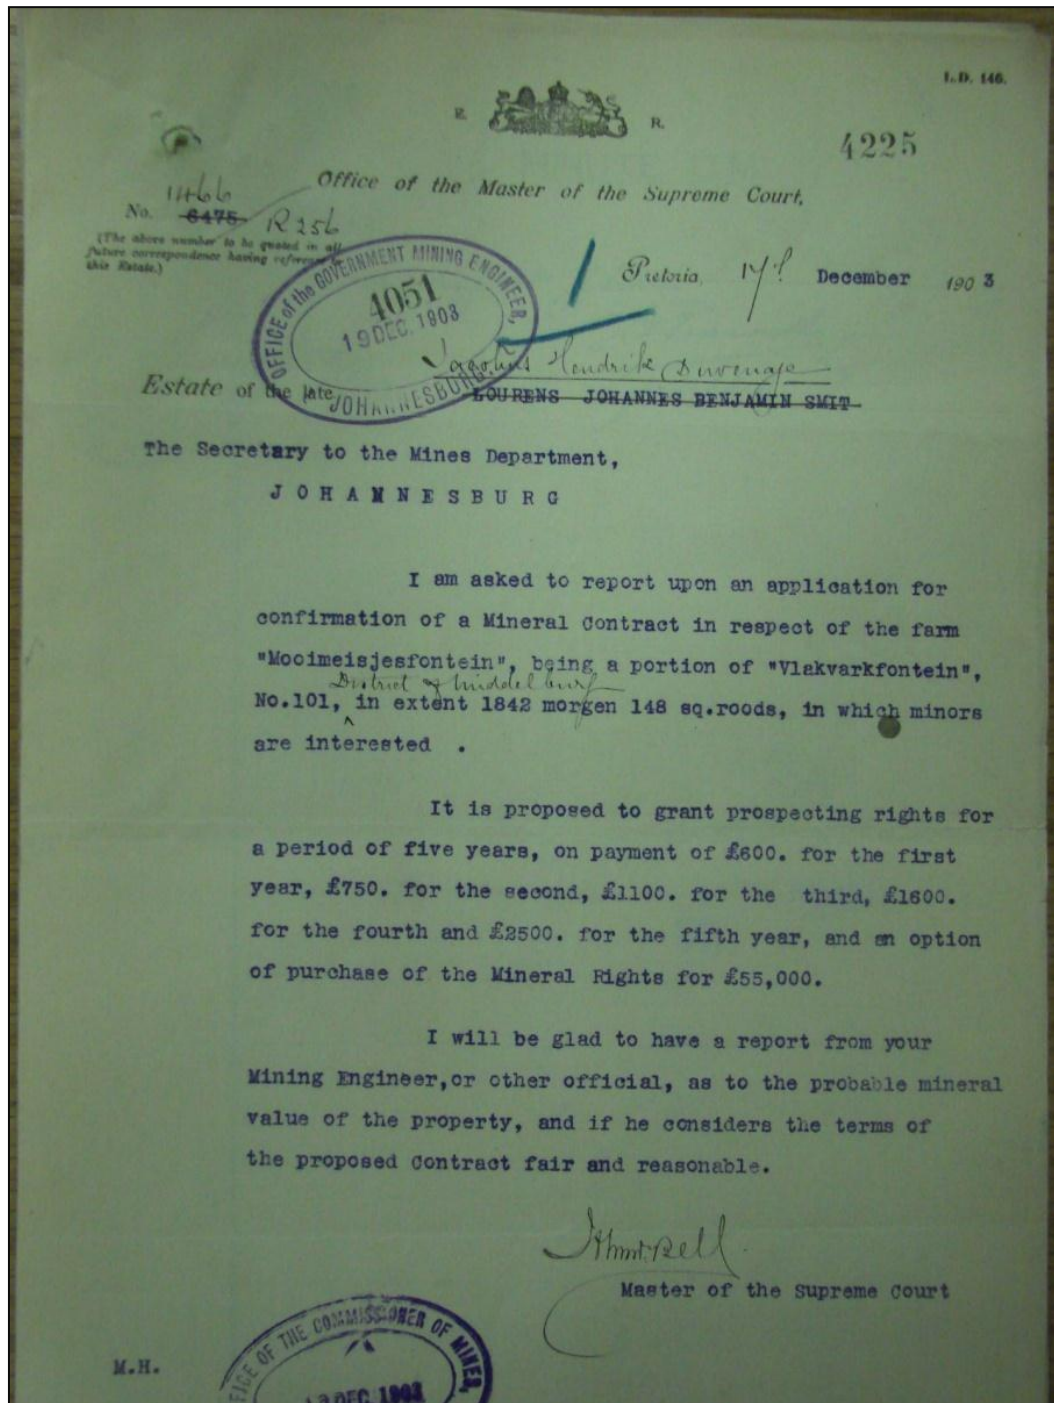 L.D. 146.
E. R.
4225
Office of the Master of the Supreme Court,
1466
No. 6475 R256
(The above number to be quoted in all
future correspondence having reference to
this Estate.)
OFFICE of the GOVERNMENT MINING ENGINEER,
4051
19 DEC. 1903
JOHANNESBURG.
Pretoria, 17th December 1903
Jacobus Hendrik Duvenage
Estate of the late LOURENS JOHANNES BENJAMIN SMIT
The Secretary to the Mines Department,
JOHANNESBURG
I am asked to report upon an application for
confirmation of a Mineral Contract in respect of the farm
"Mooimeisjesfontein", being a portion of "Vlakvarkfontein",
District of Middelburg
No.101, ^ in extent 1842 morgen 148 sq.roods, in which minors
are interested .
It is proposed to grant prospecting rights for
a period of five years, on payment of £600. for the first
year, £750. for the second, £1100. for the third, £1600.
for the fourth and £2500. for the fifth year, and an option
of purchase of the Mineral Rights for £55,000.
I will be glad to have a report from your
Mining Engineer,or other official, as to the probable mineral
value of the property, and if he considers the terms of
the proposed Contract fair and reasonable.
Bell
Master of the Supreme Court
M.H.
OFFICE OF THE COMMISSIONER OF MINES,
DEC 1903